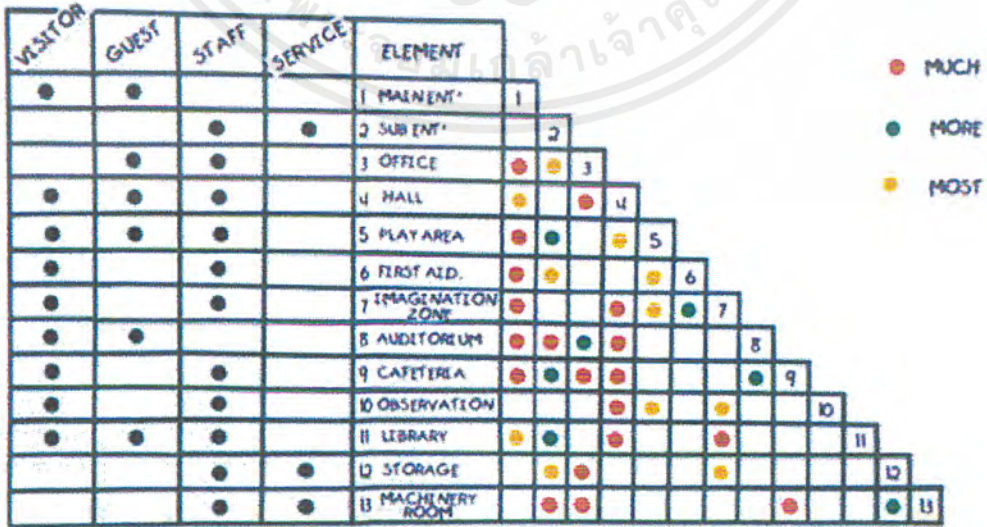 VISITOR GUEST STAFF SERVICE ELEMENT
1 MAIN ENT' 1
2 SUB ENT' 2
3 OFFICE 3
4 HALL 4
5 PLAY AREA 5
6 FIRST AID. 6
7 IMAGINATION ZONE 7
8 AUDITORIUM 8
9 CAFETERIA 9
10 OBSERVATION 10
11 LIBRARY 11
12 STORAGE 12
13 MACHINERY ROOM 13
MUCH
MORE
MOST